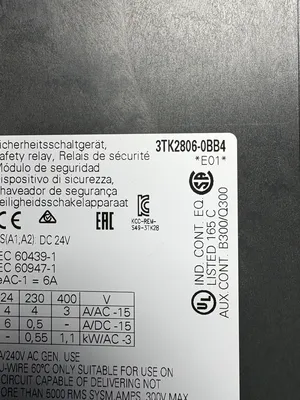 icherheitsschaltgerät,
afety relay, Relais de sécurité
Módulo de seguridad
ispositivo di sicurezza,
haveador de segurança
eiligheidsschakelapparaat
3TK2806-0BB4
*E01*
CE
KCC-REM-
S49-3TK28
S(A1,A2): DC 24V
EC 60439-1
EC 60947-1
eAC-1 = 6A
24 230 400 V
4 4 3 A/AC -15
6 0,5 - A/DC -15
- 0,55 1,1 kW/AC -3
A/240V AC GEN. USE
U-WIRE 60°C ONLY SUITABLE FOR USE ON
CIRCUIT CAPABLE OF DELIVERING NOT
ORE THAN 5000 RMS SYSM AMPS. 300V MAX
IND. CONT. EQ
LISTED 165 C
AUX CONT. B300/Q300